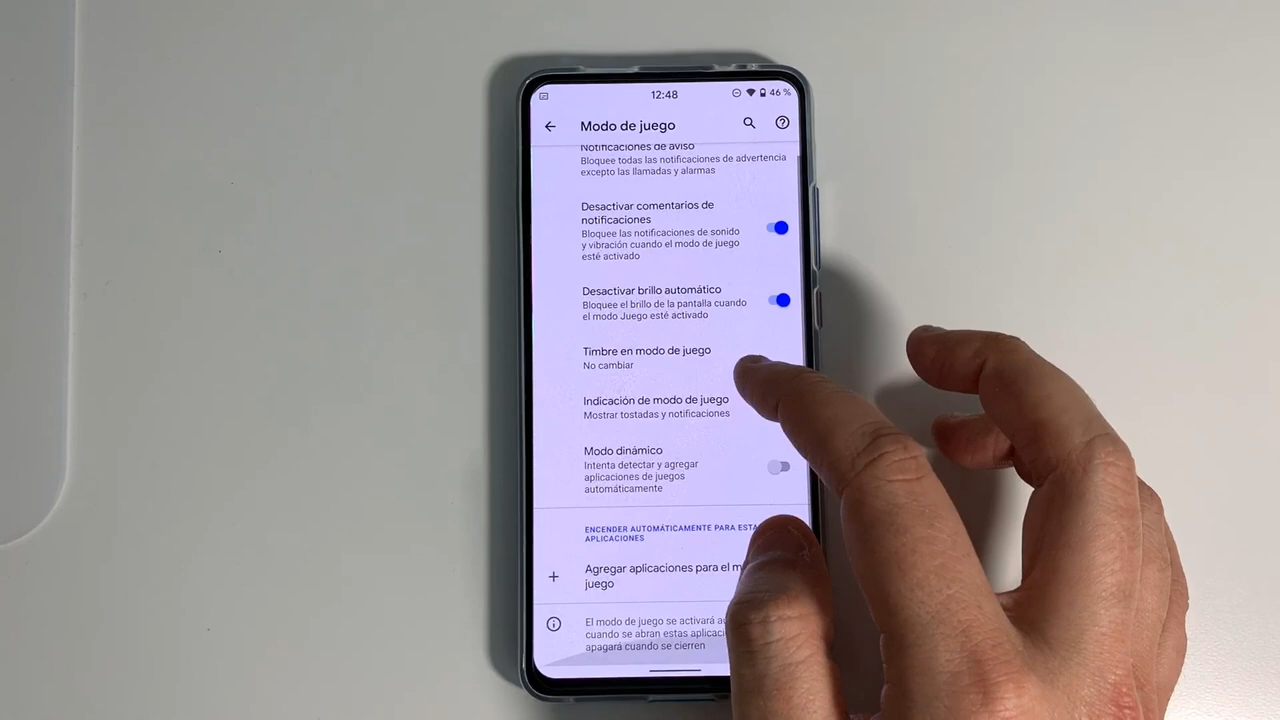 12:48
46 %
Modo de juego
Notificaciones de aviso
Bloquee todas las notificaciones de advertencia
excepto las llamadas y alarmas
Desactivar comentarios de
notificaciones
Bloquee las notificaciones de sonido
y vibración cuando el modo de juego
esté activado
Desactivar brillo automático
Bloquee el brillo de la pantalla cuando
el modo Juego esté activado
Timbre en modo de juego
No cambiar
Indicación de modo de juego
Mostrar tostadas y notificaciones
Modo dinámico
Intenta detectar y agregar
aplicaciones de juegos
automáticamente
ENCENDER AUTOMÁTICAMENTE PARA
APLICACIONES
Agregar aplicaciones para el
juego
El modo de juego se activará
cuando se abran estas
apagará cuando se cierren